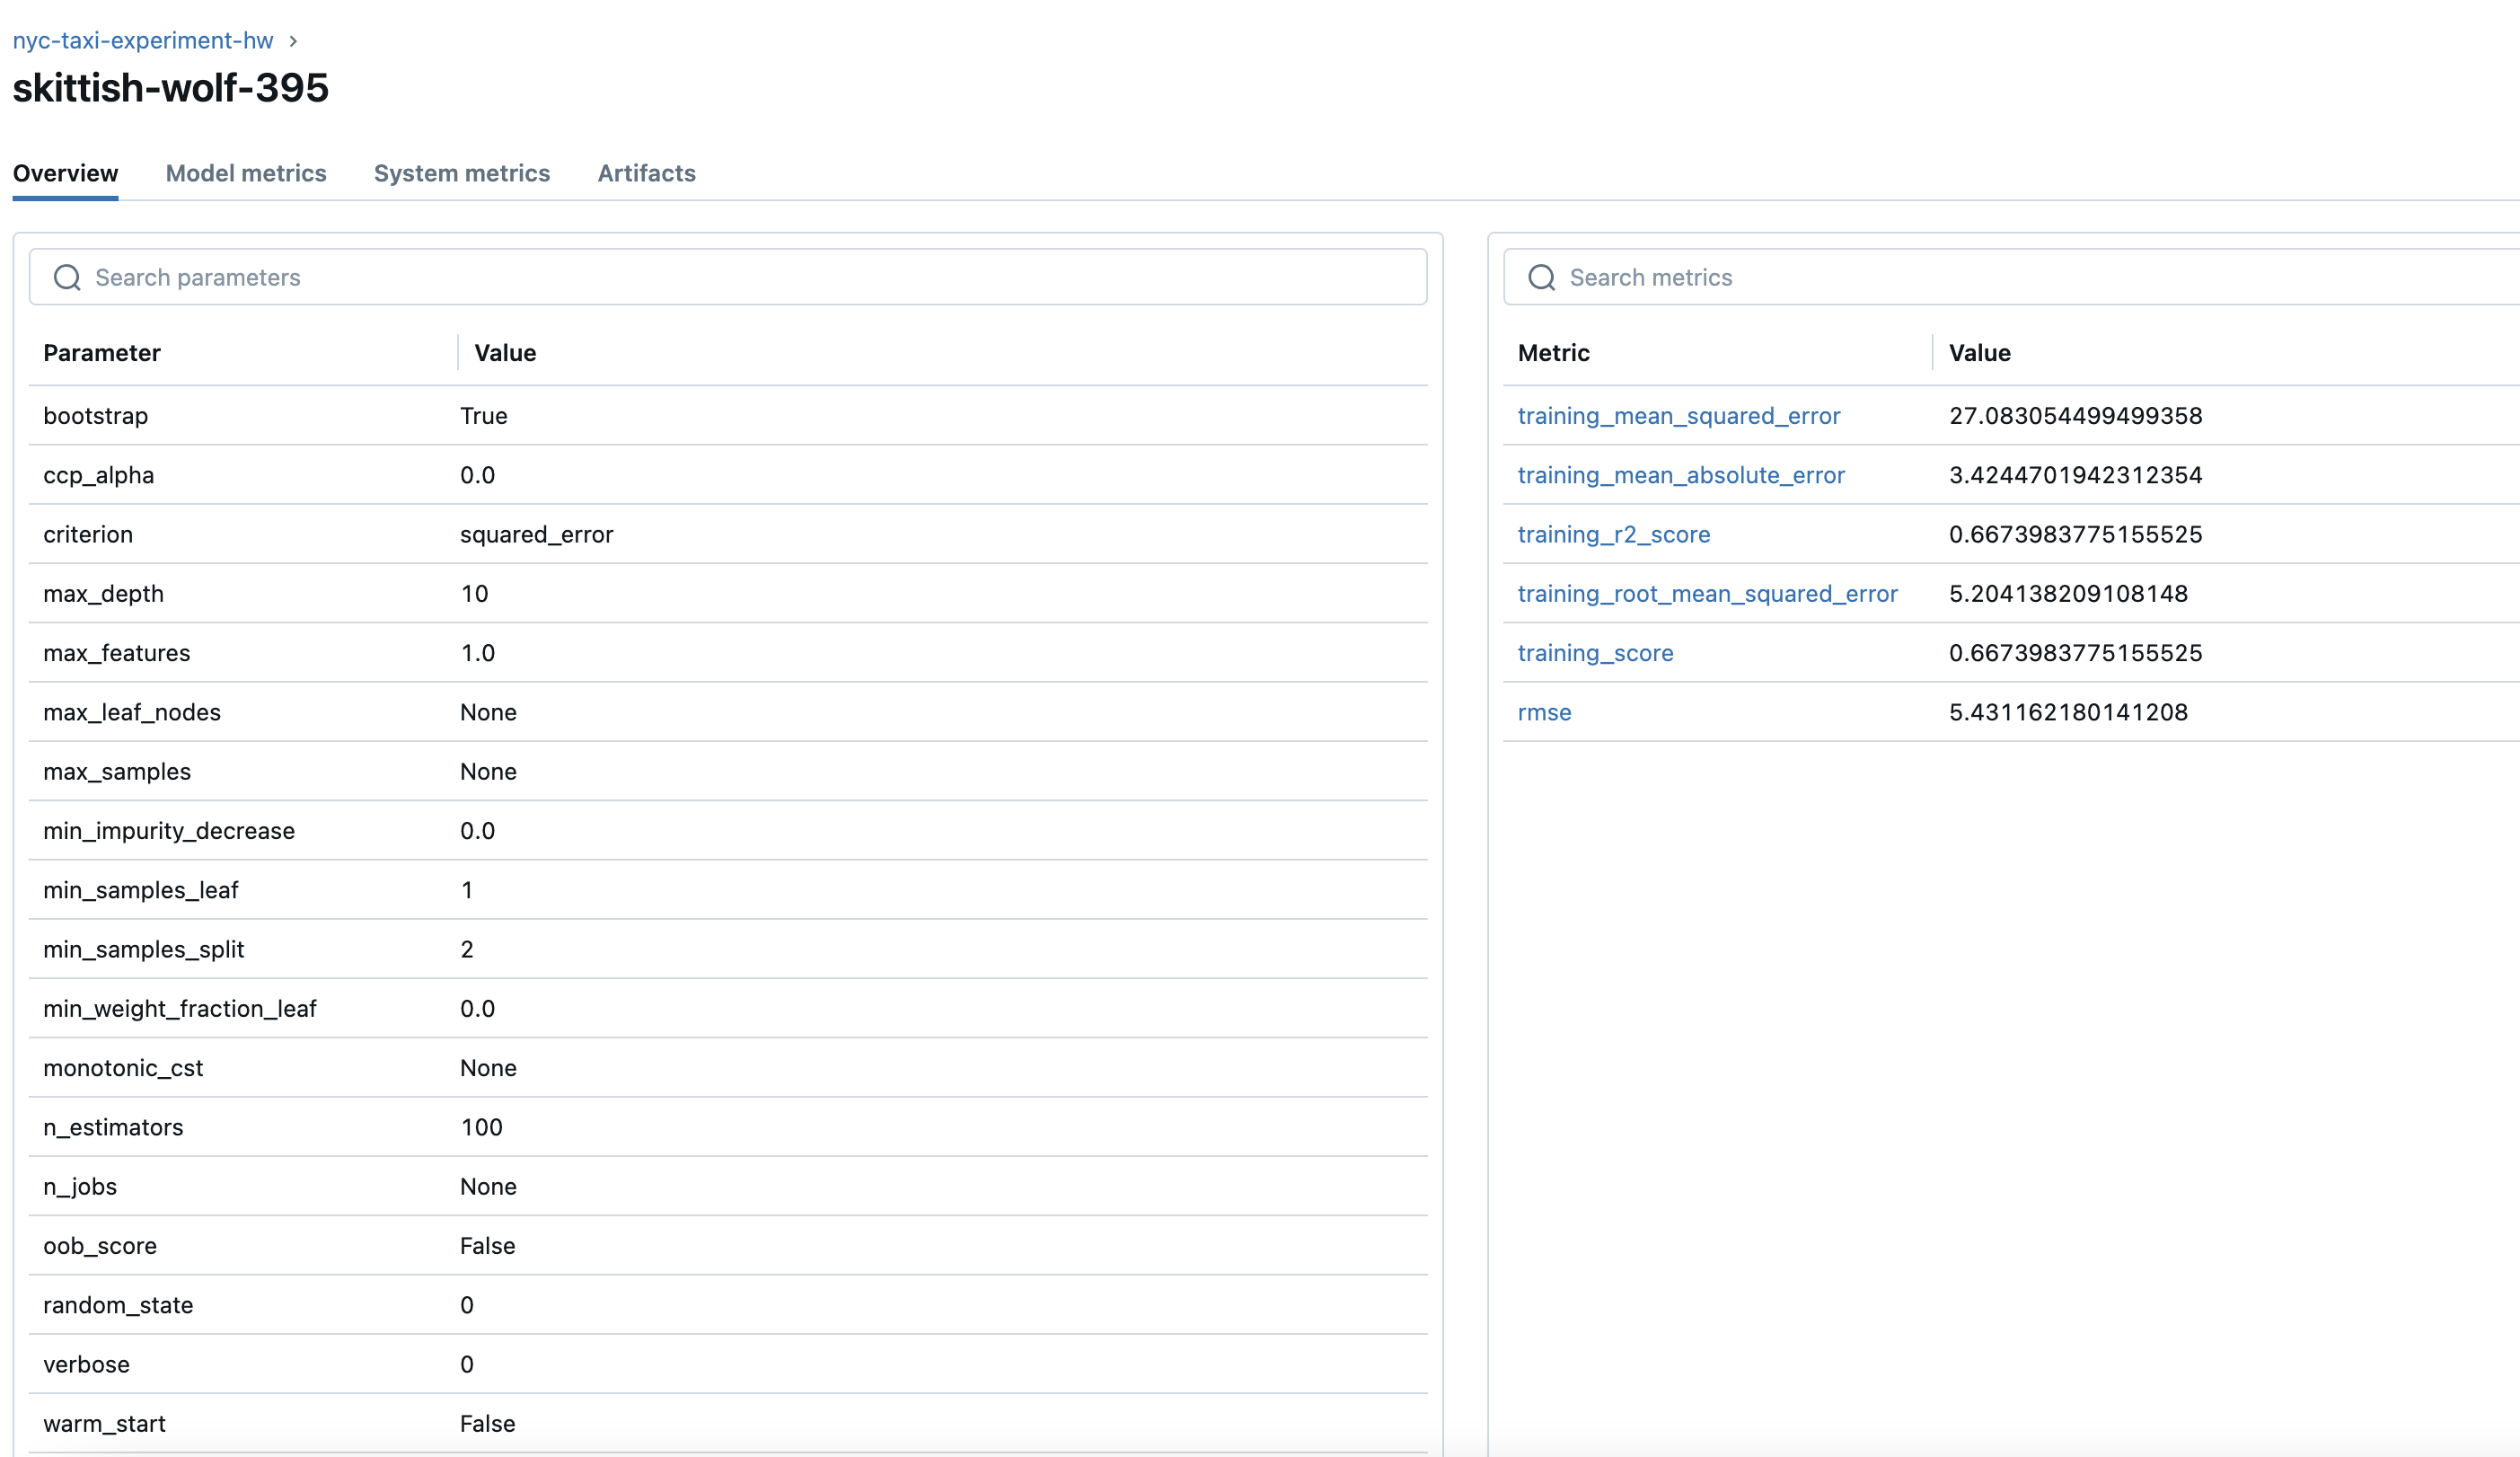 nyc-taxi-experiment-hw >
skittish-wolf-395
Overview Model metrics System metrics Artifacts
Search parameters
Parameter Value
bootstrap True
ccp_alpha 0.0
criterion squared_error
max_depth 10
max_features 1.0
max_leaf_nodes None
max_samples None
min_impurity_decrease 0.0
min_samples_leaf 1
min_samples_split 2
min_weight_fraction_leaf 0.0
monotonic_cst None
n_estimators 100
n_jobs None
oob_score False
random_state 0
verbose 0
warm_start False
Search metrics
Metric Value
training_mean_squared_error 27.083054499499358
training_mean_absolute_error 3.4244701942312354
training_r2_score 0.6673983775155525
training_root_mean_squared_error 5.204138209108148
training_score 0.6673983775155525
rmse 5.431162180141208